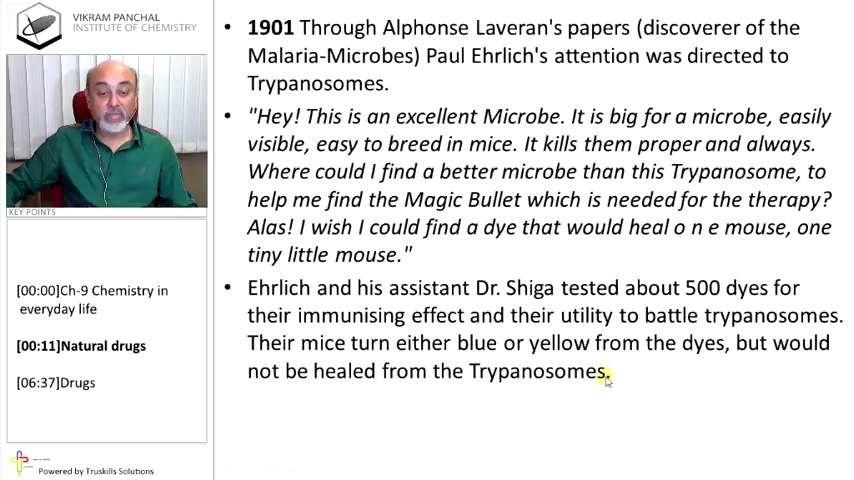 VIKRAM PANCHAL
INSTITUTE OF CHEMISTRY
KEY POINTS
[00:00]Ch-9 Chemistry in
everyday life
[00:11]Natural drugs
[06:37]Drugs
Powered by Truskills Solutions
• 1901 Through Alphonse Laveran's papers (discoverer of the
Malaria-Microbes) Paul Ehrlich's attention was directed to
Trypanosomes.
• "Hey! This is an excellent Microbe. It is big for a microbe, easily
visible, easy to breed in mice. It kills them proper and always.
Where could I find a better microbe than this Trypanosome, to
help me find the Magic Bullet which is needed for the therapy?
Alas! I wish I could find a dye that would heal o n e mouse, one
tiny little mouse."
• Ehrlich and his assistant Dr. Shiga tested about 500 dyes for
their immunising effect and their utility to battle trypanosomes.
Their mice turn either blue or yellow from the dyes, but would
not be healed from the Trypanosomes.